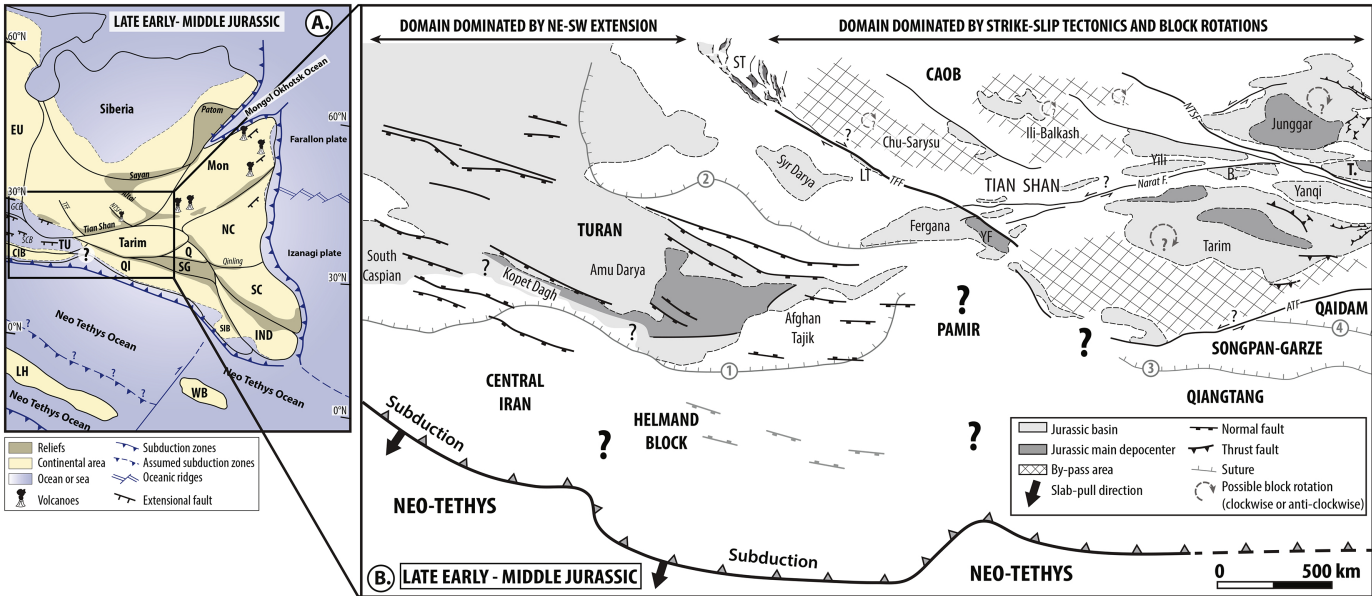 LATE EARLY- MIDDLE JURASSIC
A.
60°N
Siberia
Patom
Mongol Okhotsk Ocean
60°N
EU
Farallon plate
Mon
Sayan
Altai
30°N
GCB
TFF
NTSF
Tian Shan
SCB
TU
CIB
?
Tarim
NC
Q
QI
SG
Qinling
Izanagi plate
30°N
SC
SIB
IND
0°N
Neo Tethys Ocean
?
?
?
LH
WB
Neo Tethys Ocean
Neo Tethys Ocean
0°N
Reliefs
Continental area
Ocean or sea
Volcanoes
Subduction zones
Assumed subduction zones
Oceanic ridges
Extensional fault
DOMAIN DOMINATED BY NE-SW EXTENSION
DOMAIN DOMINATED BY STRIKE-SLIP TECTONICS AND BLOCK ROTATIONS
ST
CAOB
?
?
?
Chu-Sarysu
Ili-Balkash
NTSF
?
Junggar
Syr Darya
LT
TFF
TIAN SHAN
?
Yili
Narat F.
B.
T.
Yanqi
2
TURAN
Fergana
YF
?
Tarim
South
Caspian
?
Kopet Dagh
Amu Darya
?
Afghan
Tajik
?
PAMIR
?
?
ATF
QAIDAM
4
SONGPAN-GARZE
1
3
QIANGTANG
CENTRAL
IRAN
HELMAND
BLOCK
?
?
Subduction
NEO-TETHYS
Subduction
NEO-TETHYS
Jurassic basin
Jurassic main depocenter
By-pass area
Slab-pull direction
Normal fault
Thrust fault
Suture
?
Possible block rotation
(clockwise or anti-clockwise)
B.
LATE EARLY - MIDDLE JURASSIC
0
500 km